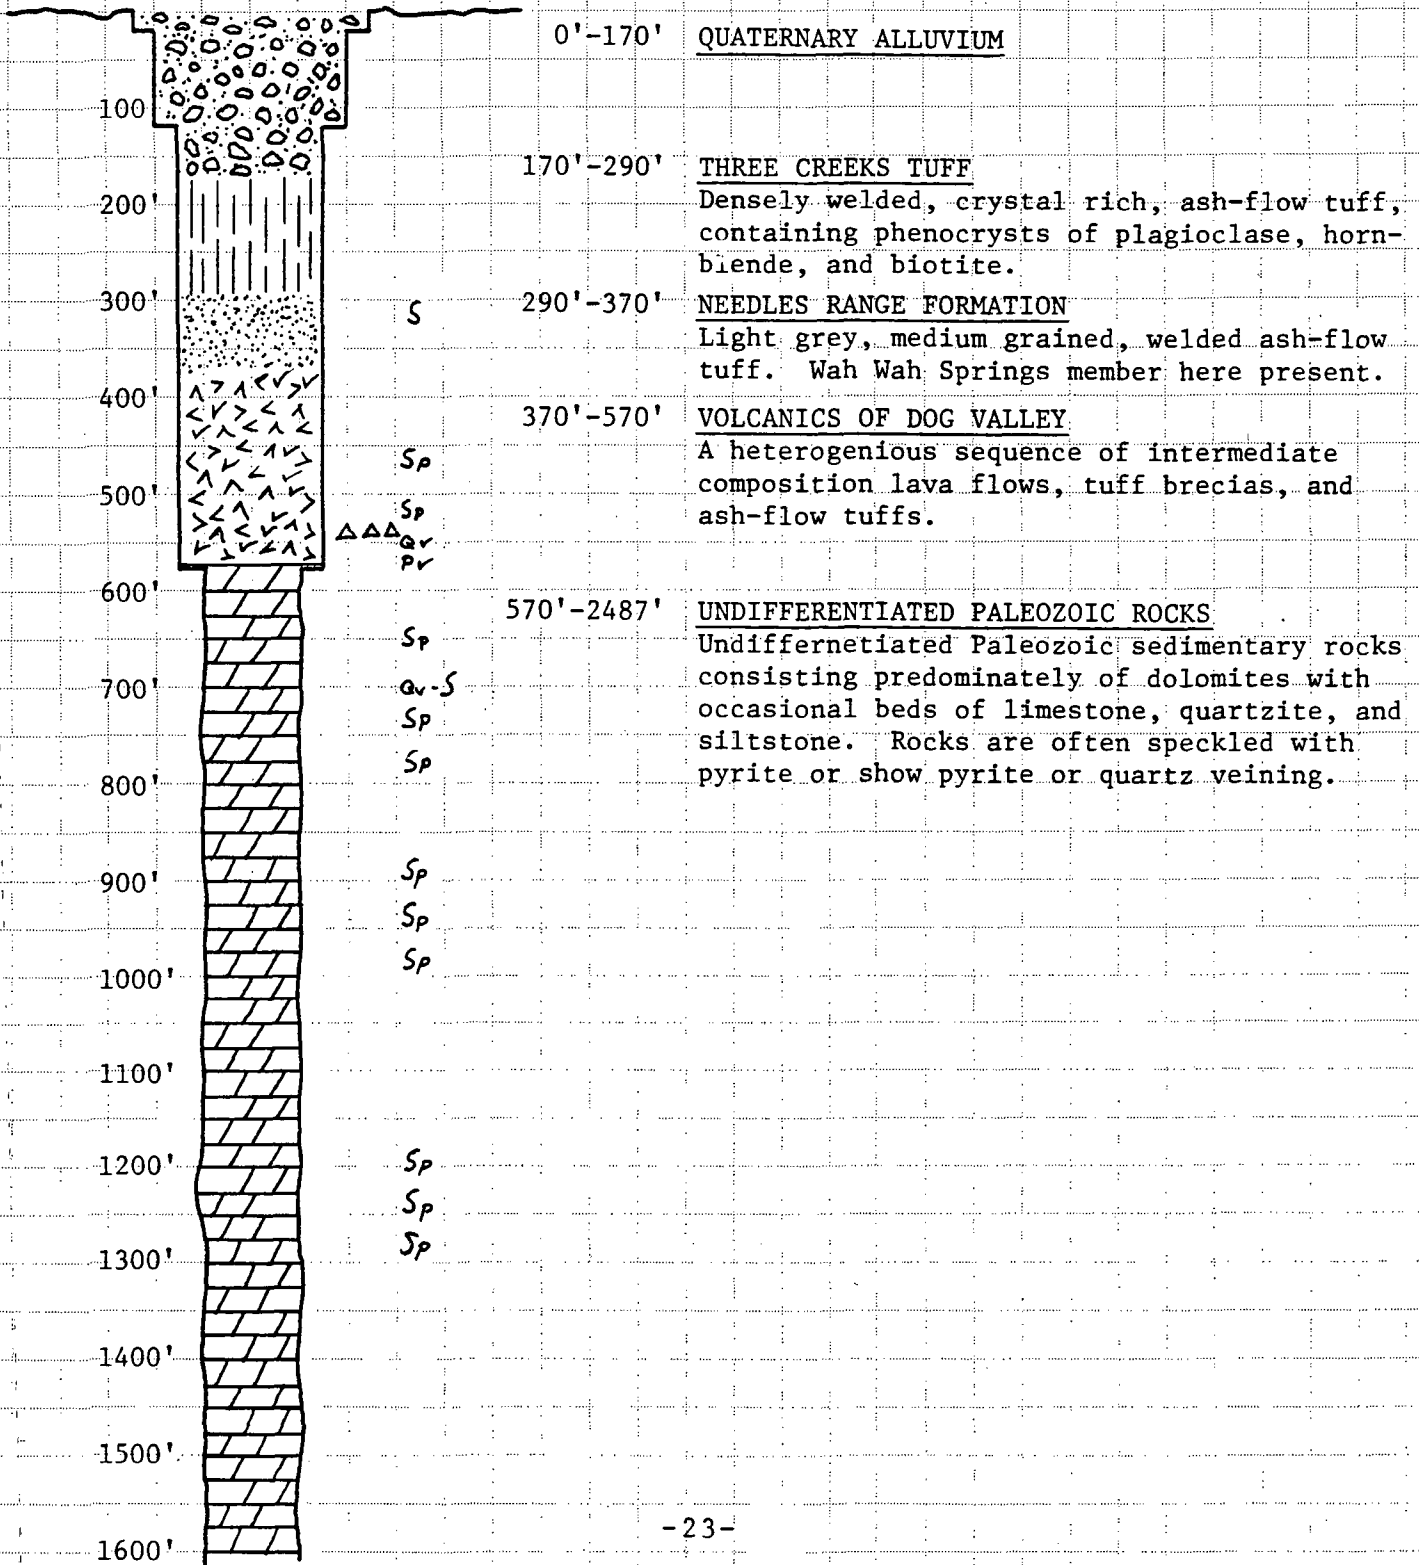 0'-170' QUATERNARY ALLUVIUM
100
170'-290' THREE CREEKS TUFF
Densely welded, crystal rich, ash-flow tuff,
200'
containing phenocrysts of plagioclase, horn-
blende, and biotite.
300'
S
290'-370' NEEDLES RANGE FORMATION
Light grey, medium grained, welded ash-flow
tuff. Wah Wah Springs member here present.
400'
370'-570' VOLCANICS OF DOG VALLEY
A heterogenious sequence of intermediate
Sp
composition lava flows, tuff brecias, and
500'
Sp
ash-flow tuffs.
Qv
Pv
600'
570'-2487' UNDIFFERENTIATED PALEOZOIC ROCKS
Sp
Undiffernetiated Paleozoic sedimentary rocks
consisting predominately of dolomites with
700'
Qv-S
occasional beds of limestone, quartzite, and
Sp
siltstone. Rocks are often speckled with
Sp
pyrite or show pyrite or quartz veining.
800'
Sp
900'
Sp
Sp
1000'
1100'
1200'
Sp
Sp
Sp
1300'
1400'
1500'
-23-
1600'